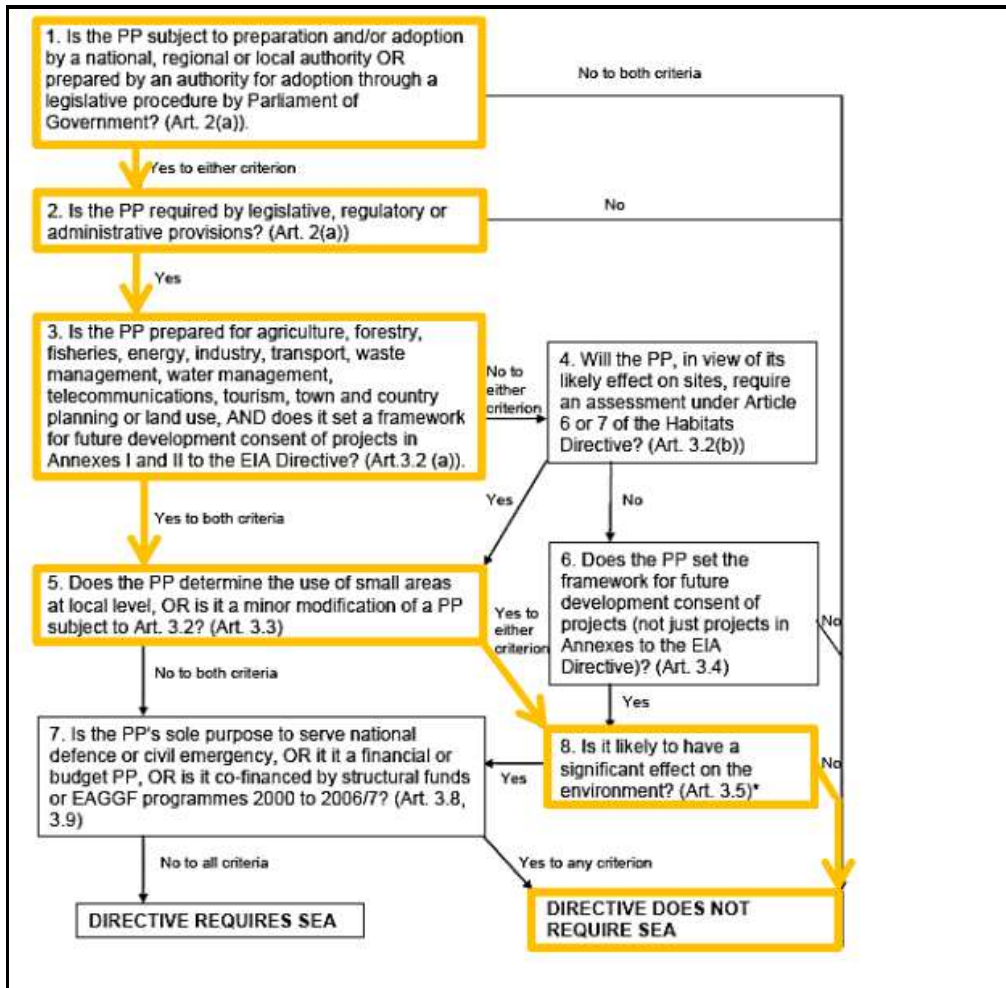 1. Is the PP subject to preparation and/or adoption
by a national, regional or local authority OR
prepared by an authority for adoption through a
legislative procedure by Parliament of
Government? (Art. 2(a)).
No to both criteria
Yes to either criterion
2. Is the PP required by legislative, regulatory or
administrative provisions? (Art. 2(a))
No
Yes
3. Is the PP prepared for agriculture, forestry,
fisheries, energy, industry, transport, waste
management, water management,
telecommunications, tourism, town and country
planning or land use, AND does it set a framework
for future development consent of projects in
Annexes I and II to the EIA Directive? (Art.3.2 (a)).
No to
either
criterion
4. Will the PP, in view of its
likely effect on sites, require
an assessment under Article
6 or 7 of the Habitats
Directive? (Art. 3.2(b))
Yes to both criteria
Yes
No
5. Does the PP determine the use of small areas
at local level, OR is it a minor modification of a PP
subject to Art. 3.2? (Art. 3.3)
Yes to
either
criterion
6. Does the PP set the
framework for future
development consent of
projects (not just projects in
Annexes to the EIA
Directive)? (Art. 3.4)
No
No to both criteria
Yes
7. Is the PP's sole purpose to serve national
defence or civil emergency, OR it it a financial or
budget PP, OR is it co-financed by structural funds
or EAGGF programmes 2000 to 2006/7? (Art. 3.8,
3.9)
Yes
8. Is it likely to have a
significant effect on the
environment? (Art. 3.5)*
No
No to all criteria
Yes to any criterion
DIRECTIVE REQUIRES SEA
DIRECTIVE DOES NOT
REQUIRE SEA